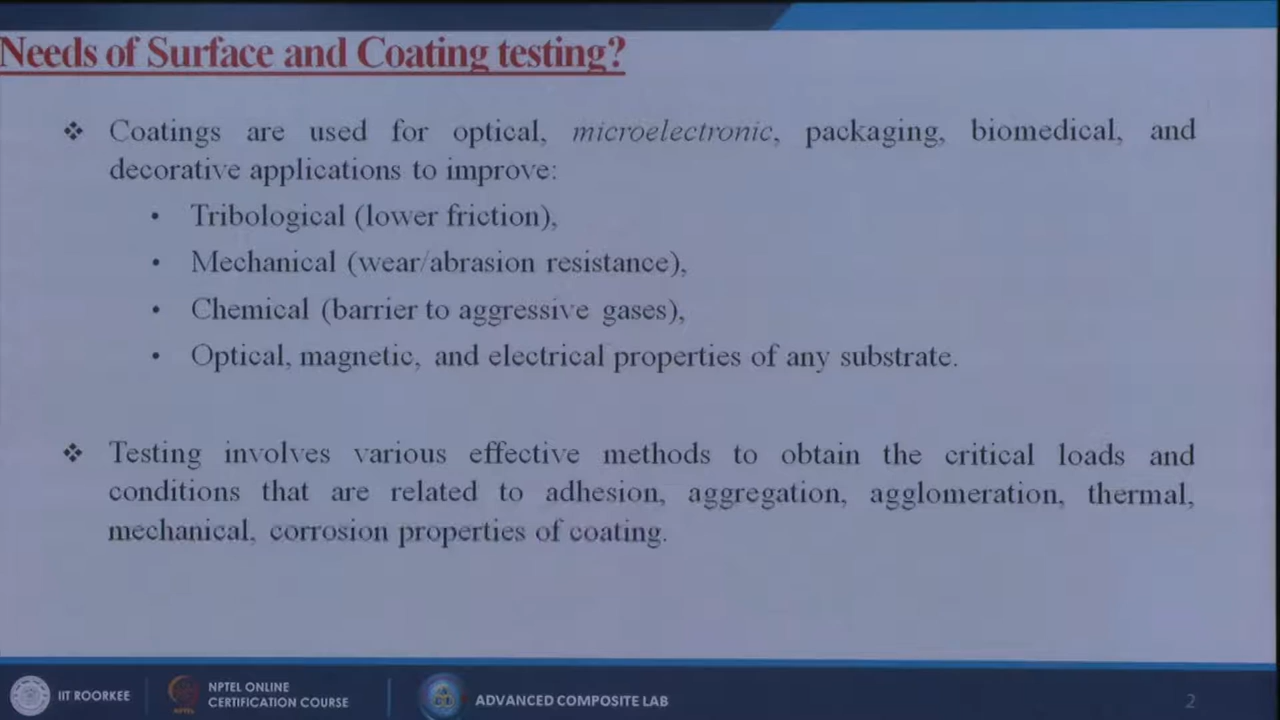 Needs of Surface and Coating testing?
❖ Coatings are used for optical, microelectronic, packaging, biomedical, and
decorative applications to improve:
• Tribological (lower friction),
• Mechanical (wear/abrasion resistance),
• Chemical (barrier to aggressive gases),
• Optical, magnetic, and electrical properties of any substrate.
❖ Testing involves various effective methods to obtain the critical loads and
conditions that are related to adhesion, aggregation, agglomeration, thermal,
mechanical, corrosion properties of coating.
IIT ROORKEE
NPTEL ONLINE
CERTIFICATION COURSE
NPTEL
ADVANCED COMPOSITE LAB
2